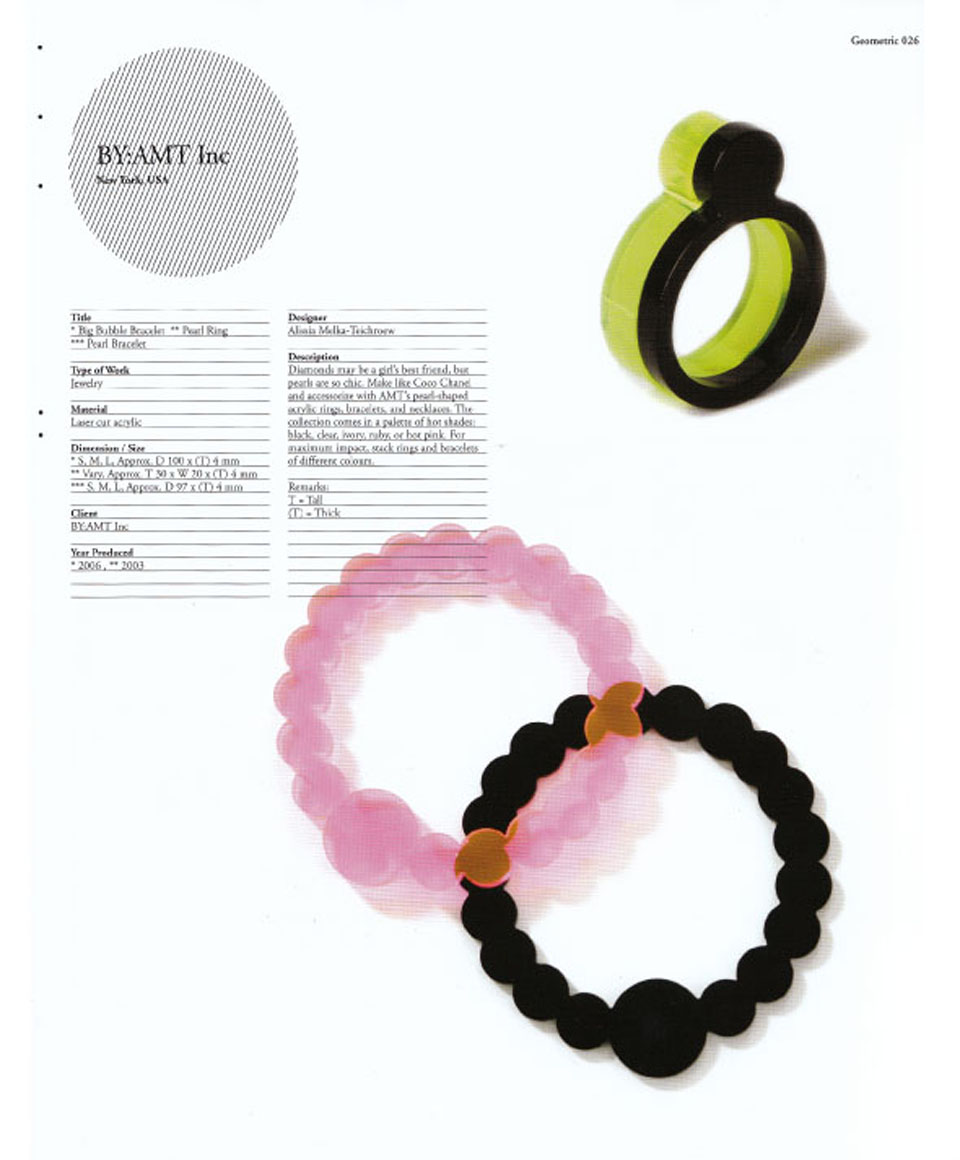 Geometric 026
BY:AMT Inc
New York, USA
Title
* Big Bubble Bracelet ** Pearl Ring
*** Pearl Bracelet
Type of Work
Jewelry
Material
Laser cut acrylic
Dimension / Size
* S, M, L, Approx. D 100 x (T) 4 mm
** Vary, Approx. T 30 x W 20 x (T) 4 mm
*** S, M, L, Approx. D 97 x (T) 4 mm
Client
BY:AMT Inc
Year Produced
* 2006 , ** 2003
Designer
Alissia Melka-Teichroew
Description
Diamonds may be a girl's best friend, but
pearls are so chic. Make like Coco Chanel
and accessorize with AMT's pearl-shaped
acrylic rings, bracelets, and necklaces. The
collection comes in a palette of hot shades:
black, clear, ivory, ruby, or hot pink. For
maximum impact, stack rings and bracelets
of different colours.
Remarks:
T = Tall
(T) = Thick